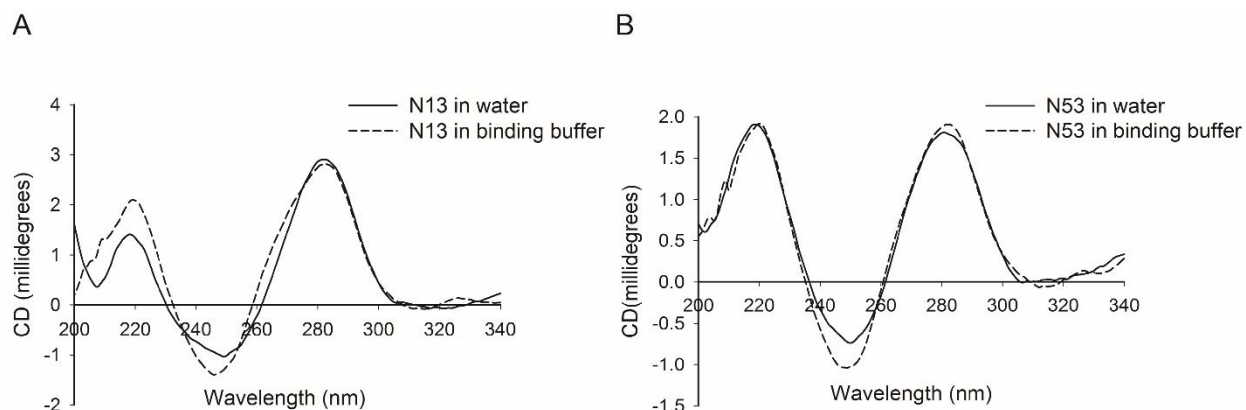 A
N13 in water
N13 in binding buffer
CD (millidegrees)
4
3
2
1
0
-1
-2
200 220 240 260 280 300 320 340
Wavelength (nm)
B
N53 in water
N53 in binding buffer
CD(millidegrees)
2.0
1.5
1.0
0.5
0.0
-0.5
-1.0
-1.5
200 220 240 260 280 300 320 340
Wavelength (nm)